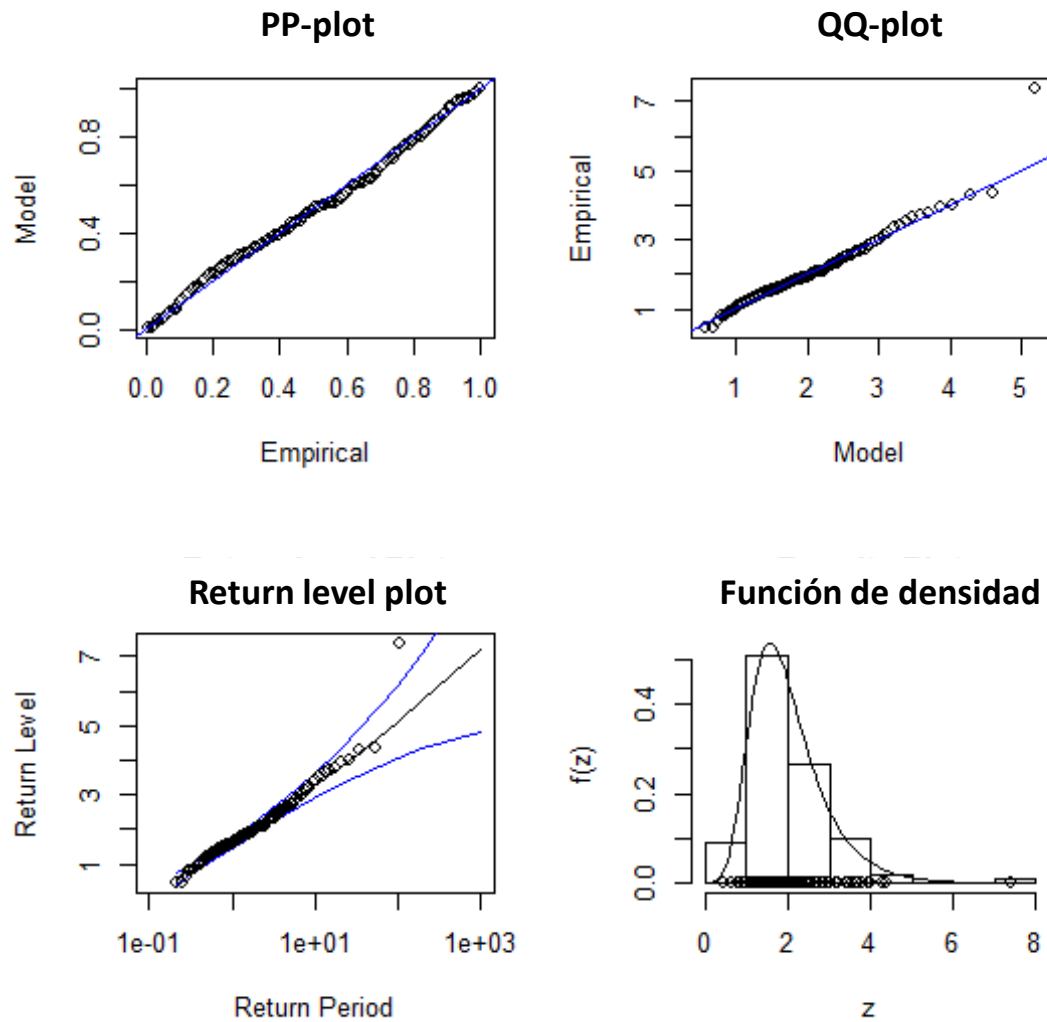 PP-plot
QQ-plot
Model
0.0 0.4 0.8
0.0 0.2 0.4 0.6 0.8 1.0
Empirical
Empirical
1 3 5 7
1 2 3 4 5
Model
Return level plot
Función de densidad
Return Level
1 3 5 7
1e-01 1e+01 1e+03
Return Period
f(z)
0.0 0.2 0.4
0 2 4 6 8
z